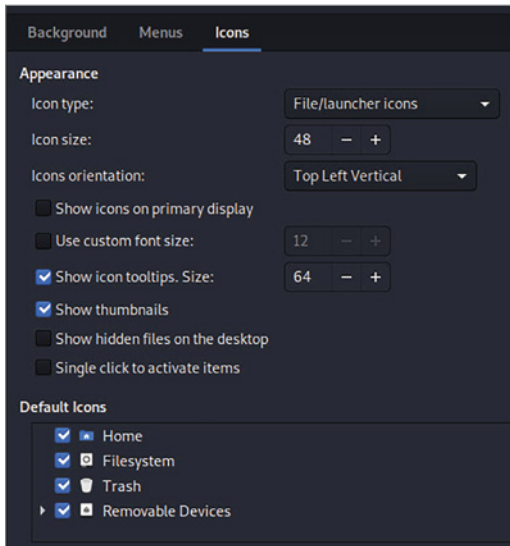 Background Menus Icons
Appearance
Icon type: File/launcher icons
Icon size: 48 − +
Icons orientation: Top Left Vertical
Show icons on primary display
Use custom font size: 12 − +
Show icon tooltips. Size: 64 − +
Show thumbnails
Show hidden files on the desktop
Single click to activate items
Default Icons
Home
Filesystem
Trash
Removable Devices